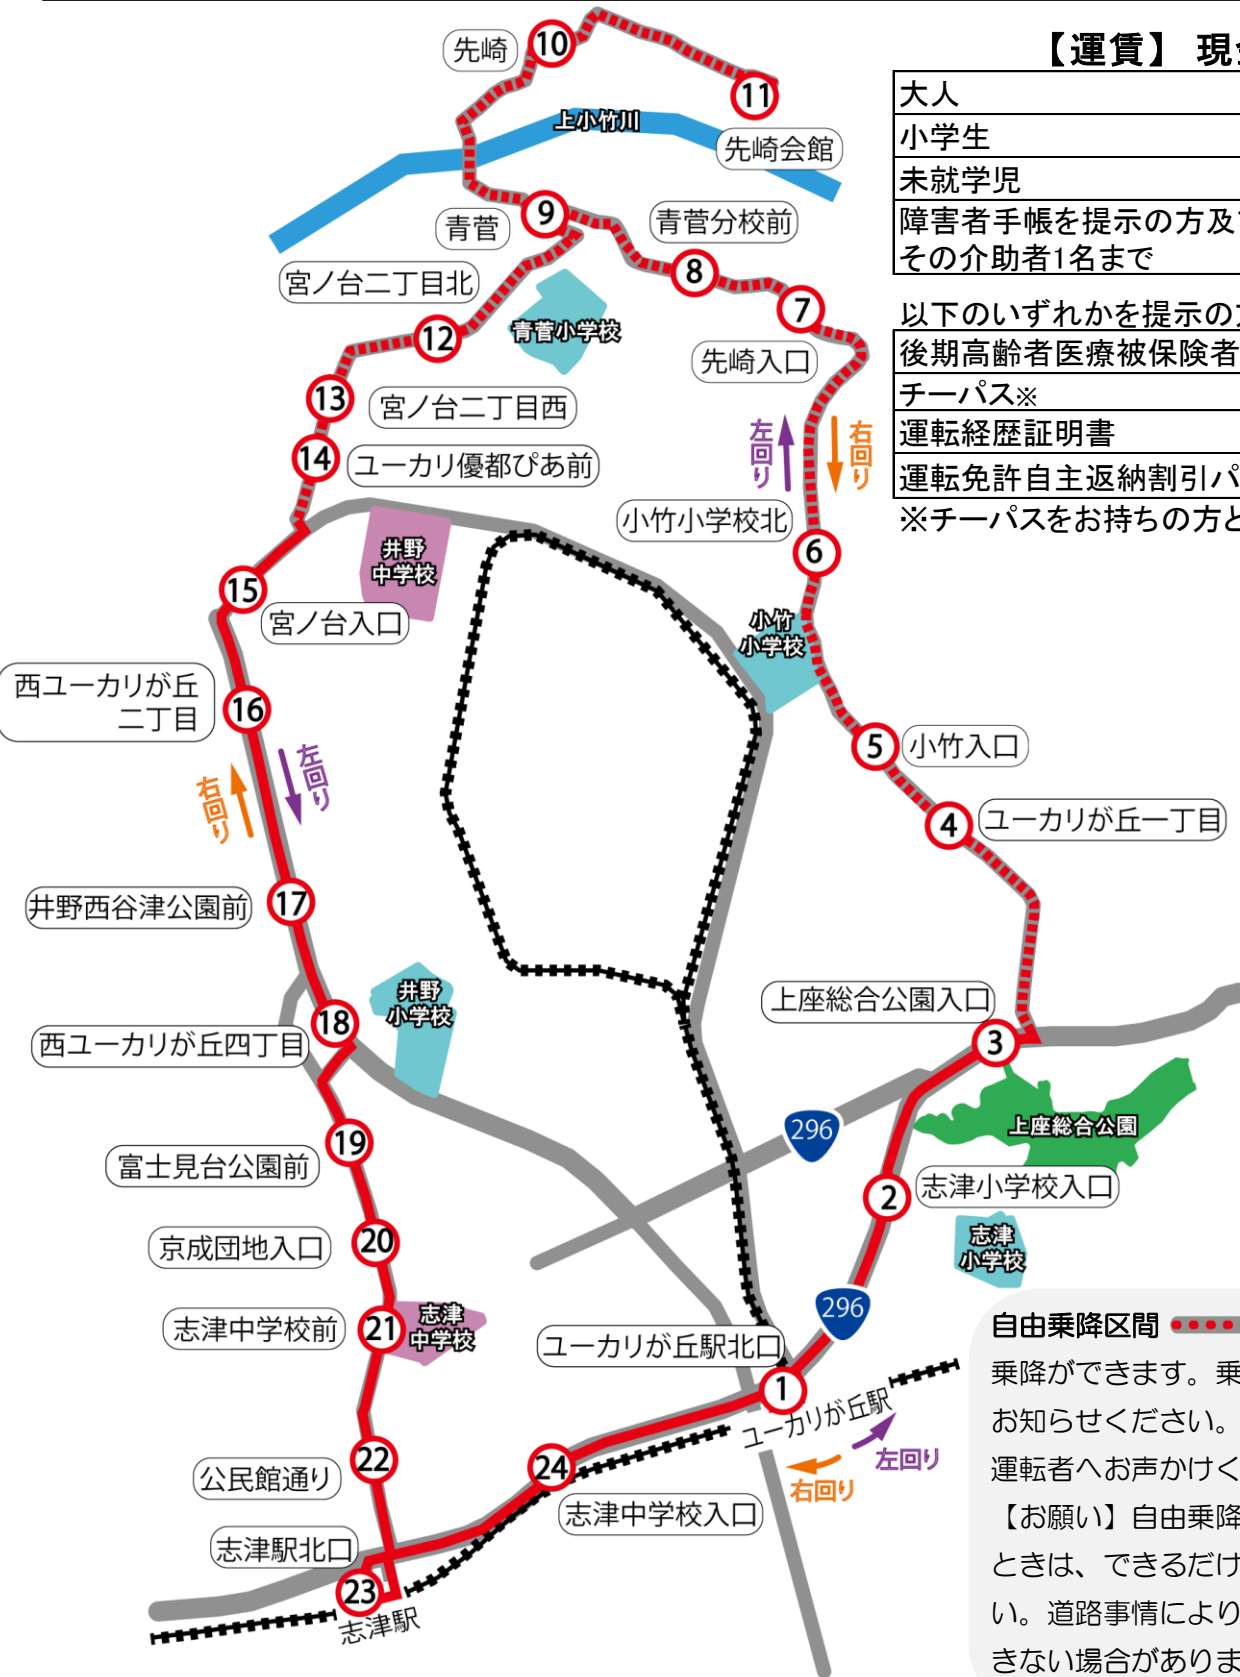 【運賃】 現
大人
小学生
未就学児
障害者手帳を提示の方及
その介助者1名まで
以下のいずれかを提示の
後期高齢者医療被保険者
チーパス※
運転経歴証明書
運転免許自主返納割引パ
※チーパスをお持ちの方と
先崎
10
11
先崎会館
上小竹川
青菅
9
青菅分校前
8
7
先崎入口
宮ノ台二丁目北
12
青菅小学校
13
宮ノ台二丁目西
14
ユーカリ優都ぴあ前
左回り
右回り
小竹小学校北
6
井野
中学校
15
宮ノ台入口
小竹
小学校
西ユーカリが丘
二丁目
16
5
小竹入口
右回り
左回り
4
ユーカリが丘一丁目
井野西谷津公園前
17
井野
小学校
上座総合公園入口
3
18
西ユーカリが丘四丁目
上座総合公園
296
19
富士見台公園前
2
志津小学校入口
志津
小学校
20
京成団地入口
296
21
志津中学校前
志津
中学校
ユーカリが丘駅北口
1
ユーカリが丘駅
左回り
右回り
22
公民館通り
24
志津中学校入口
志津駅北口
23
志津駅
自由乗降区間
乗降ができます。乗
お知らせください。
運転者へお声かけく
【お願い】自由乗降
ときは、できるだけ
い。道路事情により
きない場合がありま